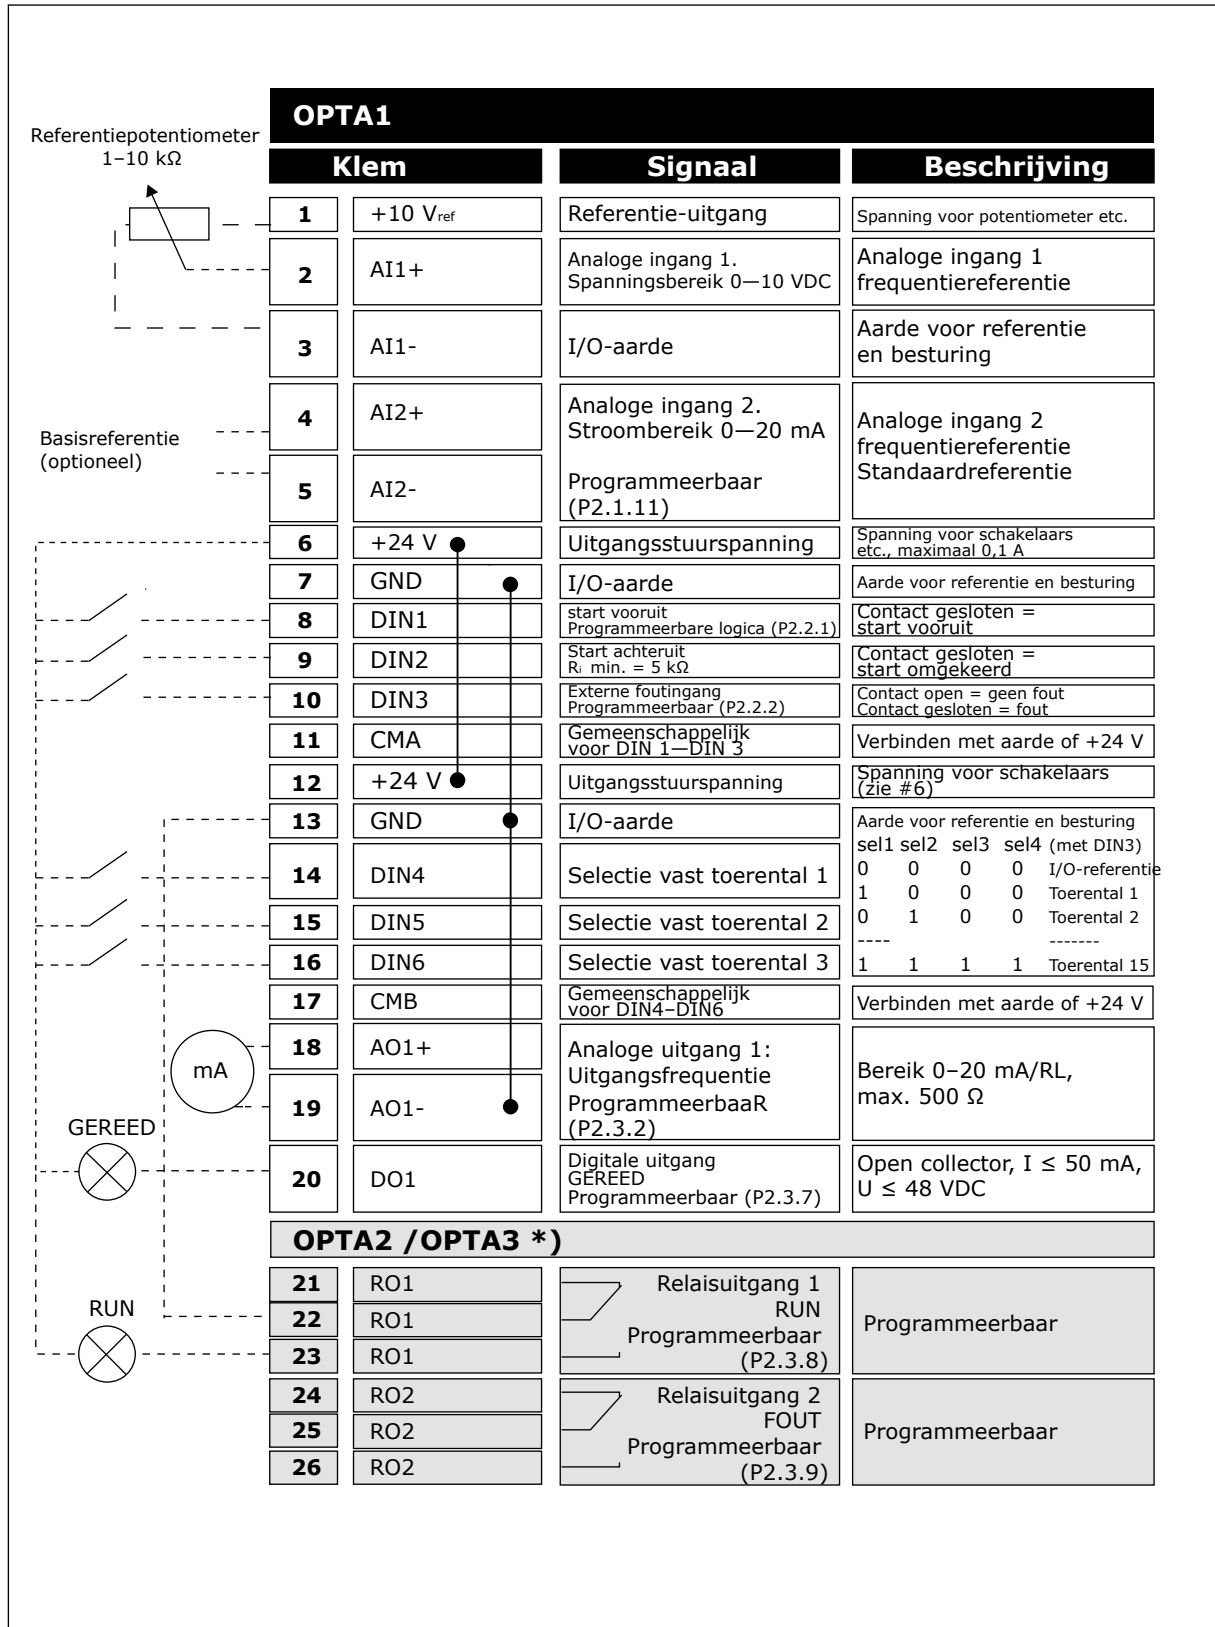 OPTA1
Referentiepotentiometer
1–10 kΩ
Klem Signaal Beschrijving
1 +10 Vref Referentie-uitgang Spanning voor potentiometer etc.
2 AI1+
Analoge ingang 1.
Spanningsbereik 0—10 VDC
Analoge ingang 1
frequentiereferentie
3 AI1- I/O-aarde
Aarde voor referentie
en besturing
Basisreferentie
(optioneel)
4 AI2+
5 AI2-
Analoge ingang 2.
Stroombereik 0—20 mA
Programmeerbaar
(P2.1.11)
Analoge ingang 2
frequentiereferentie
Standaardreferentie
6 +24 V Uitgangsstuurspanning
Spanning voor schakelaars
etc., maximaal 0,1 A
7 GND I/O-aarde Aarde voor referentie en besturing
8 DIN1
start vooruit
Programmeerbare logica (P2.2.1)
Contact gesloten =
start vooruit
9 DIN2
Start achteruit
Ri min. = 5 kΩ
Contact gesloten =
start omgekeerd
10 DIN3
Externe foutingang
Programmeerbaar (P2.2.2)
Contact open = geen fout
Contact gesloten = fout
11 CMA
Gemeenschappelijk
voor DIN 1—DIN 3
Verbinden met aarde of +24 V
12 +24 V Uitgangsstuurspanning
Spanning voor schakelaars
(zie #6)
13 GND I/O-aarde
14 DIN4 Selectie vast toerental 1
15 DIN5 Selectie vast toerental 2
16 DIN6 Selectie vast toerental 3
Aarde voor referentie en besturing
sel1 sel2 sel3 sel4 (met DIN3)
0 0 0 0 I/O-referentie
1 0 0 0 Toerental 1
0 1 0 0 Toerental 2
---- -------
1 1 1 1 Toerental 15
17 CMB
Gemeenschappelijk
voor DIN4–DIN6
Verbinden met aarde of +24 V
mA
18 AO1+
19 AO1-
Analoge uitgang 1:
Uitgangsfrequentie
ProgrammeerbaaR
(P2.3.2)
Bereik 0–20 mA/RL,
max. 500 Ω
GEREED
20 DO1
Digitale uitgang
GEREED
Programmeerbaar (P2.3.7)
Open collector, I ≤ 50 mA,
U ≤ 48 VDC
OPTA2 /OPTA3 *)
RUN
21 RO1
22 RO1
23 RO1
Relaisuitgang 1
RUN
Programmeerbaar
(P2.3.8)
Programmeerbaar
24 RO2
25 RO2
26 RO2
Relaisuitgang 2
FOUT
Programmeerbaar
(P2.3.9)
Programmeerbaar